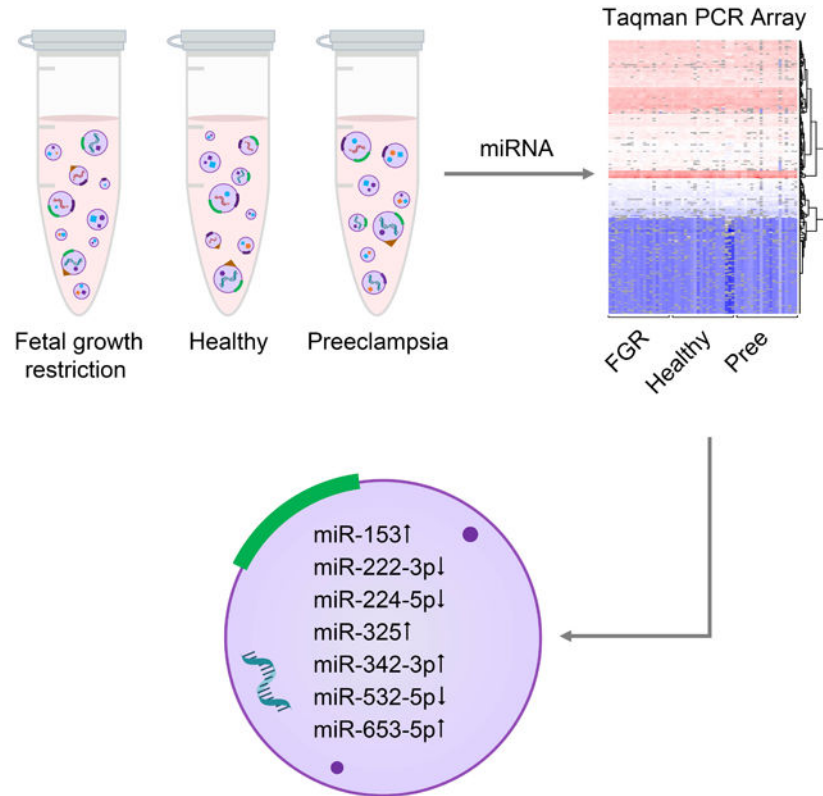 Taqman PCR Array
miRNA
Fetal growth
restriction
Healthy
Preeclampsia
FGR
Healthy
Pree
miR-153↑
miR-222-3p↓
miR-224-5p↓
miR-325↑
miR-342-3p↑
miR-532-5p↓
miR-653-5p↑